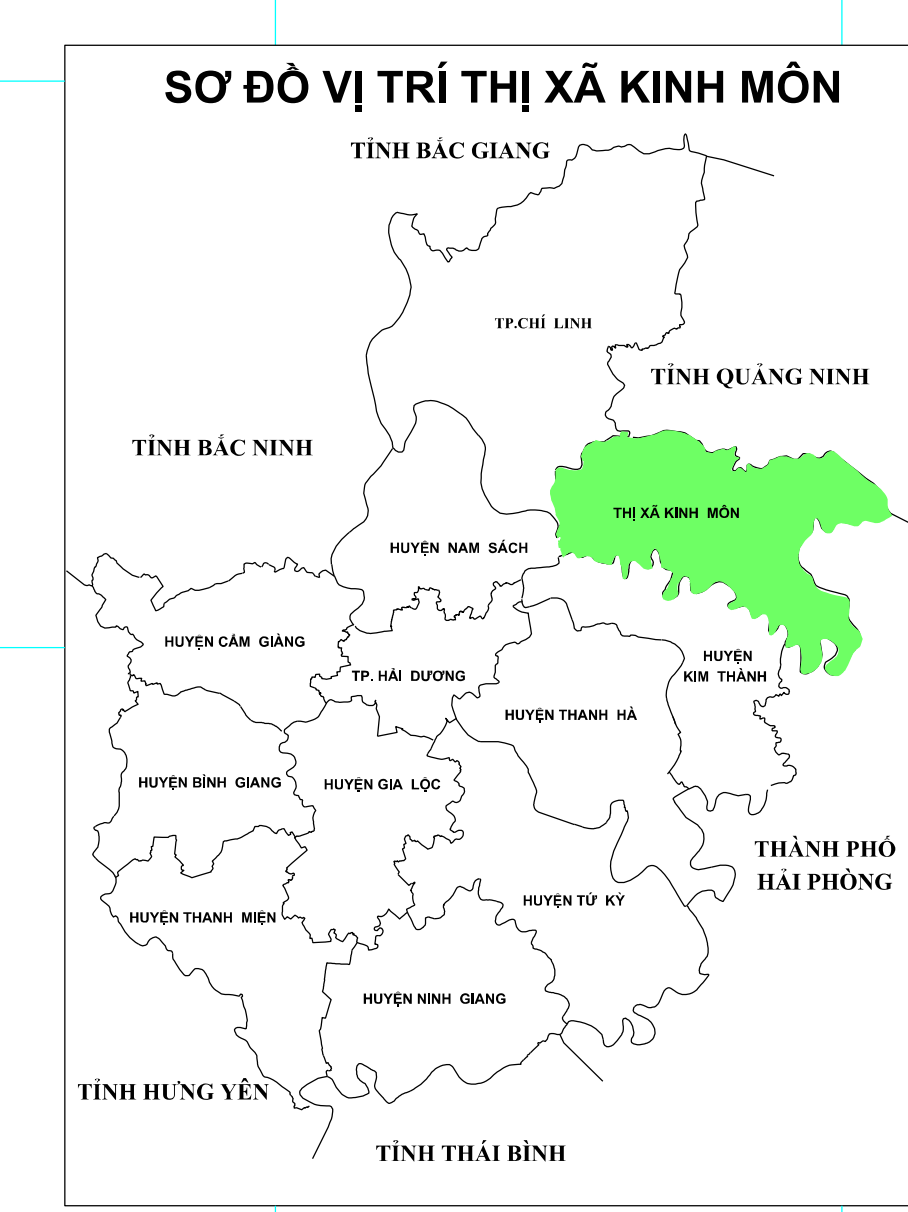 SƠ ĐỒ VỊ TRÍ THỊ XÃ KINH MÔN
TỈNH BẮC GIANG
TP.CHÍ LINH
TỈNH QUẢNG NINH
TỈNH BẮC NINH
THỊ XÃ KINH MÔN
HUYỆN NAM SÁCH
HUYỆN CẨM GIÀNG
TP. HẢI DƯƠNG
HUYỆN
KIM THÀNH
HUYỆN THANH HÀ
HUYỆN BÌNH GIANG
HUYỆN GIA LỘC
THÀNH PHỐ
HẢI PHÒNG
HUYỆN TỨ KỲ
HUYỆN THANH MIỆN
HUYỆN NINH GIANG
TỈNH HƯNG YÊN
TỈNH THÁI BÌNH